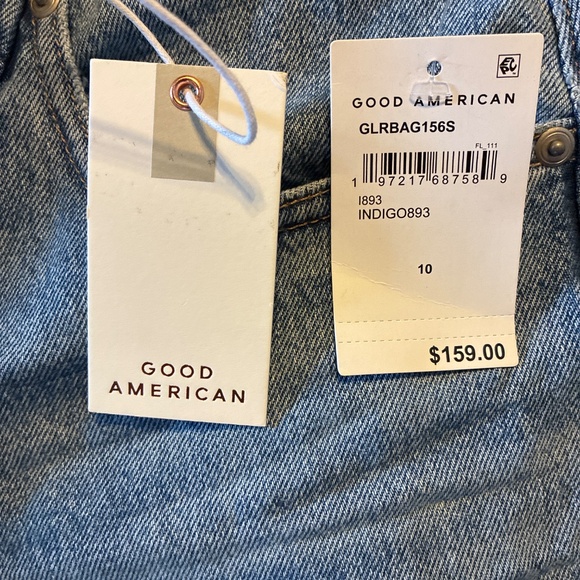 GOOD
AMERICAN
GOOD AMERICAN
GLRBAG156S
FL_111
1 97217 68758 9
I893
INDIGO893
10
$159.00